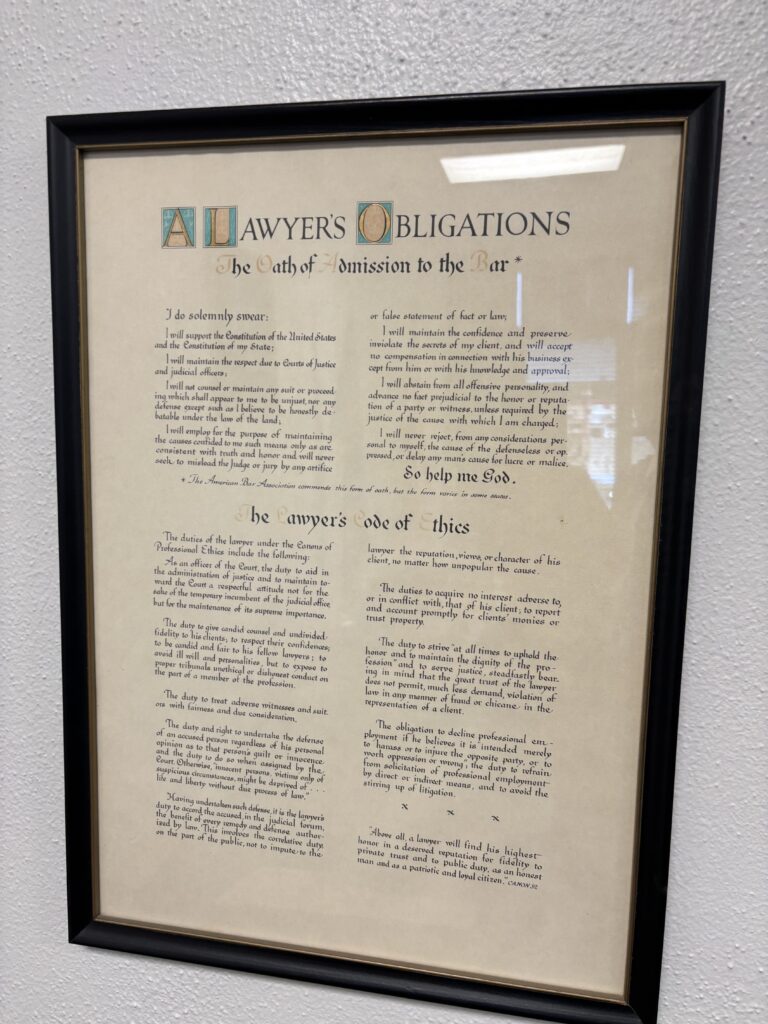 A LAWYER'S OBLIGATIONS
The Oath of Admission to the Bar *
I do solemnly swear:
I will support the Constitution of the United States
and the Constitution of my State;
I will maintain the respect due to Courts of Justice
and judicial officers;
I will not counsel or maintain any suit or proceed-
ing which shall appear to me to be unjust, nor any
defense except such as I believe to be honestly de-
batable under the law of the land;
I will employ for the purpose of maintaining
the causes confided to me such means only as are
consistent with truth and honor and will never
seek to mislead the Judge or jury by any artifice
or false statement of fact or law;
I will maintain the confidence and preserve
inviolate the secrets of my client, and will accept
no compensation in connection with his business ex-
cept from him or with his knowledge and approval;
I will abstain from all offensive personality, and
advance no fact prejudicial to the honor or reputa-
tion of a party or witness, unless required by the
justice of the cause with which I am charged;
I will never reject, from any considerations per-
sonal to myself, the cause of the defenseless or op-
pressed, or delay any man's cause for lucre or malice.
So help me God.
* The American Bar Association commends this form of oath, but the form varies in some states.
The Lawyer's Code of Ethics
The duties of the lawyer under the Canons of
Professional Ethics include the following:
As an officer of the Court, the duty to aid in
the administration of justice and to maintain to-
ward the Court a respectful attitude not for the
sake of the temporary incumbent of the judicial office,
but for the maintenance of its supreme importance.
The duty to give candid counsel and undivided
fidelity to his clients; to respect their confidences;
to be candid and fair to his fellow lawyers; to
avoid ill will and personalities, but to expose to
proper tribunals unethical or dishonest conduct on
the part of a member of the profession.
The duty to treat adverse witnesses and suit-
ors with fairness and due consideration.
The duty and right to undertake the defense
of an accused person regardless of his personal
opinion as to that person's guilt or innocence,
and the duty to do so when assigned by the
Court. Otherwise, "innocent persons, victims only of
suspicious circumstances, might be deprived of . . . .
life and liberty without due process of law."
Having undertaken such defense, it is the lawyer's
duty to accord the accused, in the judicial forum,
the benefit of every remedy and defense author-
ized by law. This involves the correlative duty,
on the part of the public, not to impute to the
lawyer the reputation, views, or character of his
client, no matter how unpopular the cause.
The duties to acquire no interest adverse to,
or in conflict with, that of his client; to report
and account promptly for clients' monies or
trust property.
The duty to strive "at all times to uphold the
honor and to maintain the dignity of the pro-
fession" and to serve justice, steadfastly bear-
ing in mind that the great trust of the lawyer
does not permit, much less demand, violation of
law in any manner of fraud or chicane in the
representation of a client.
The obligation to decline professional em-
ployment if he believes it is intended merely
to harass or to injure the opposite party, or to
work oppression or wrong; the duty to refrain
from solicitation of professional employment
by direct or indirect means, and to avoid the
stirring up of litigation.
x x x
"Above all, a lawyer will find his highest
honor in a deserved reputation for fidelity to
private trust and to public duty, as an honest
man and as a patriotic and loyal citizen." CANON 32